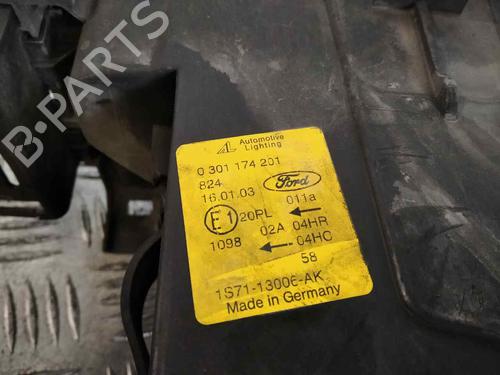 AL Automotive
Lighting
0 301 174 201
824
16.01.03 Ford
011a
E1 20PL
1098 02A 04HR
04HC
58
1S71-13006-AK
Made in Germany
B-PARTS